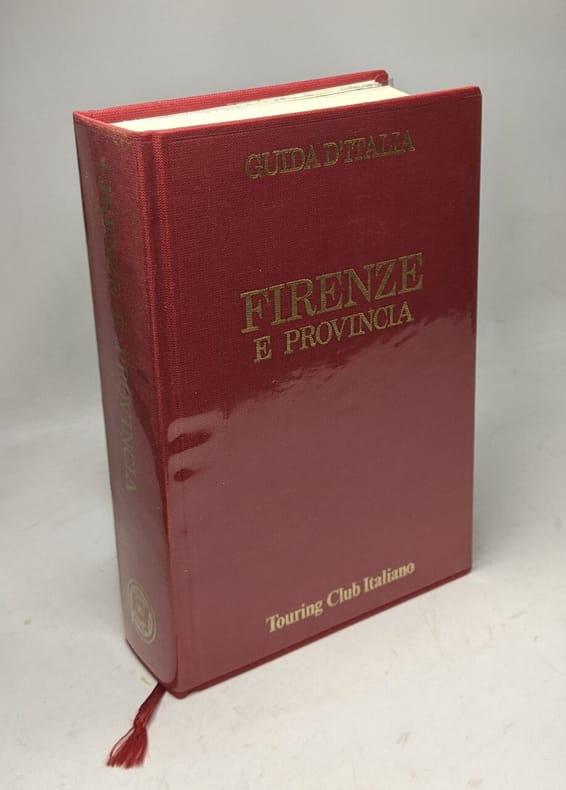 GUIDA D'ITALIA
FIRENZE
E PROVINCIA
Touring Club Italiano
FIRENZE E PROVINCIA